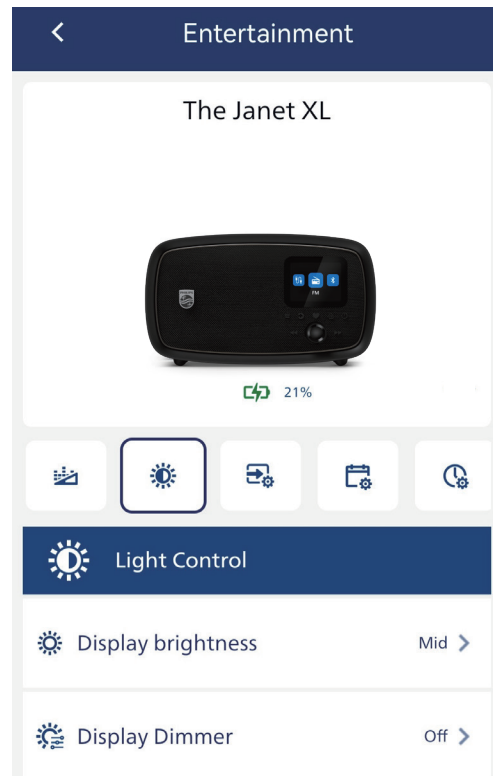 Entertainment
The Janet XL
FM
21%
Light Control
Display brightness
Mid
Display Dimmer
Off